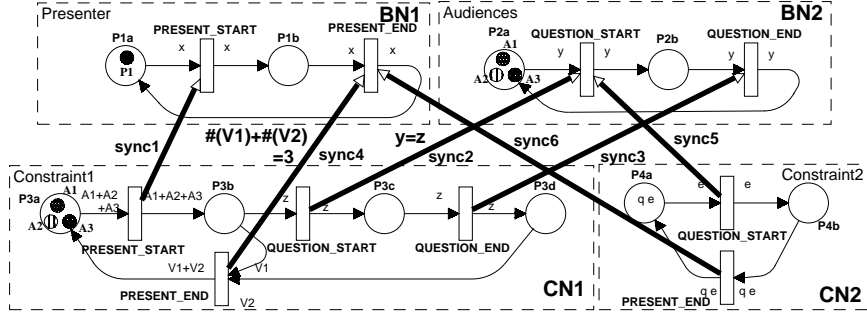 Presenter
BN1
Audiences
BN2
PRESENT_START
PRESENT_END
P1a
x
x
P1b
x
x
P1
P2a
A1
QUESTION_START
QUESTION_END
y
y
P2b
y
y
A2
A3
sync1
#(V1)+#(V2)
=3
sync4
y=z
sync2
sync6
sync3
sync5
Constraint1
P3a
A1
A2
A3
A1+A2
+A3
A1+A2+A3
P3b
z
z
P3c
z
z
P3d
PRESENT_START
QUESTION_START
QUESTION_END
V1+V2
V1
V2
PRESENT_END
CN1
P4a
q e
e
e
Constraint2
P4b
QUESTION_START
q e
q e
PRESENT_END
CN2